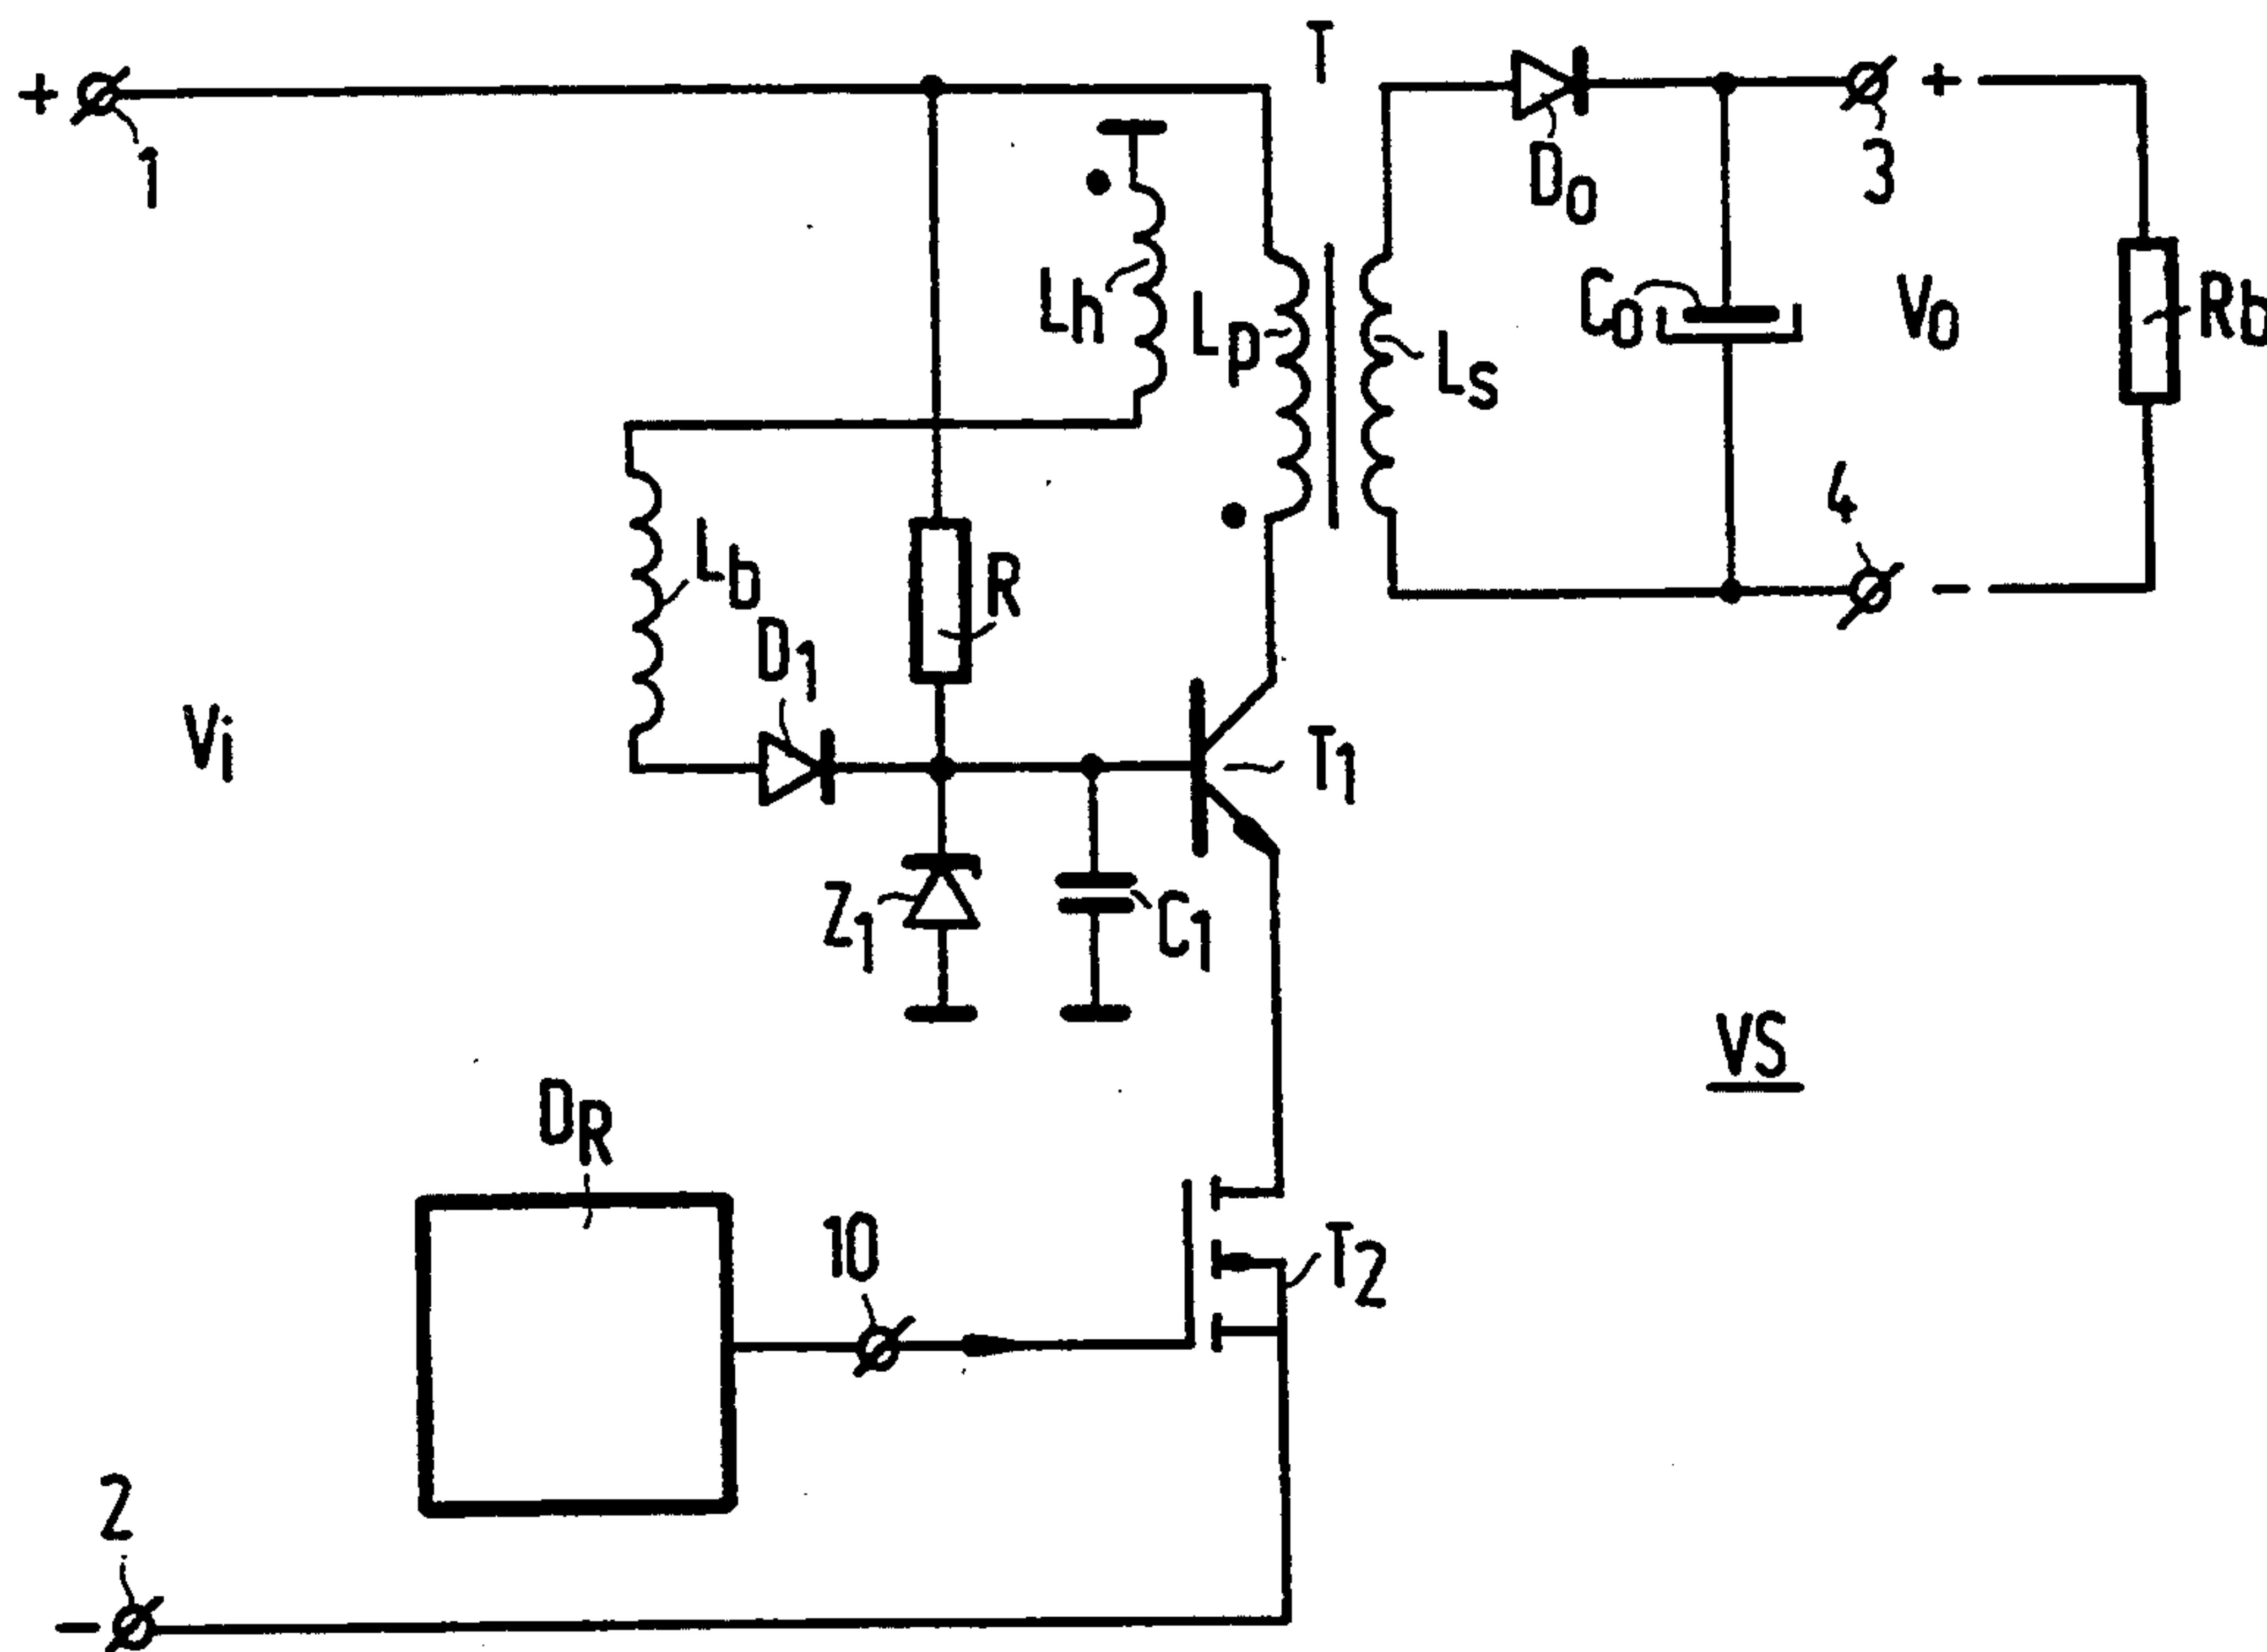 T
+ + 
1
3
D0
Lh
Lp
Ls
C0
V0
Rb
4
-
Lb
R
D1
Vi
T1
Z1
C1
VS
DR
10
T2
2
-